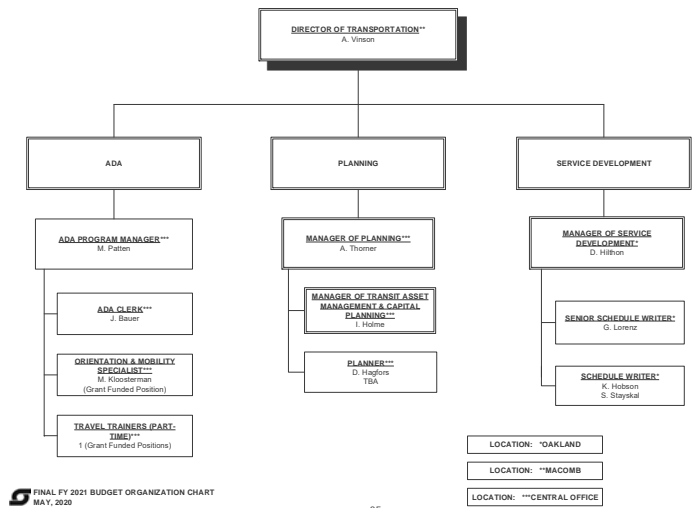 DIRECTOR OF TRANSPORTATION**
A. Vinson
ADA
PLANNING
SERVICE DEVELOPMENT
ADA PROGRAM MANAGER***
M. Patten
MANAGER OF PLANNING***
A. Thorner
MANAGER OF SERVICE
DEVELOPMENT*
D. Hilthon
ADA CLERK***
J. Bauer
MANAGER OF TRANSIT ASSET
MANAGEMENT & CAPITAL
PLANNING***
I. Holme
SENIOR SCHEDULE WRITER*
G. Lorenz
ORIENTATION & MOBILITY
SPECIALIST***
M. Kloosterman
(Grant Funded Position)
PLANNER***
D. Hagfors
TBA
SCHEDULE WRITER*
K. Hobson
S. Stayskal
TRAVEL TRAINERS (PART-
TIME)***
1 (Grant Funded Positions)
LOCATION: *OAKLAND
LOCATION: **MACOMB
LOCATION: ***CENTRAL OFFICE
FINAL FY 2021 BUDGET ORGANIZATION CHART
MAY, 2020